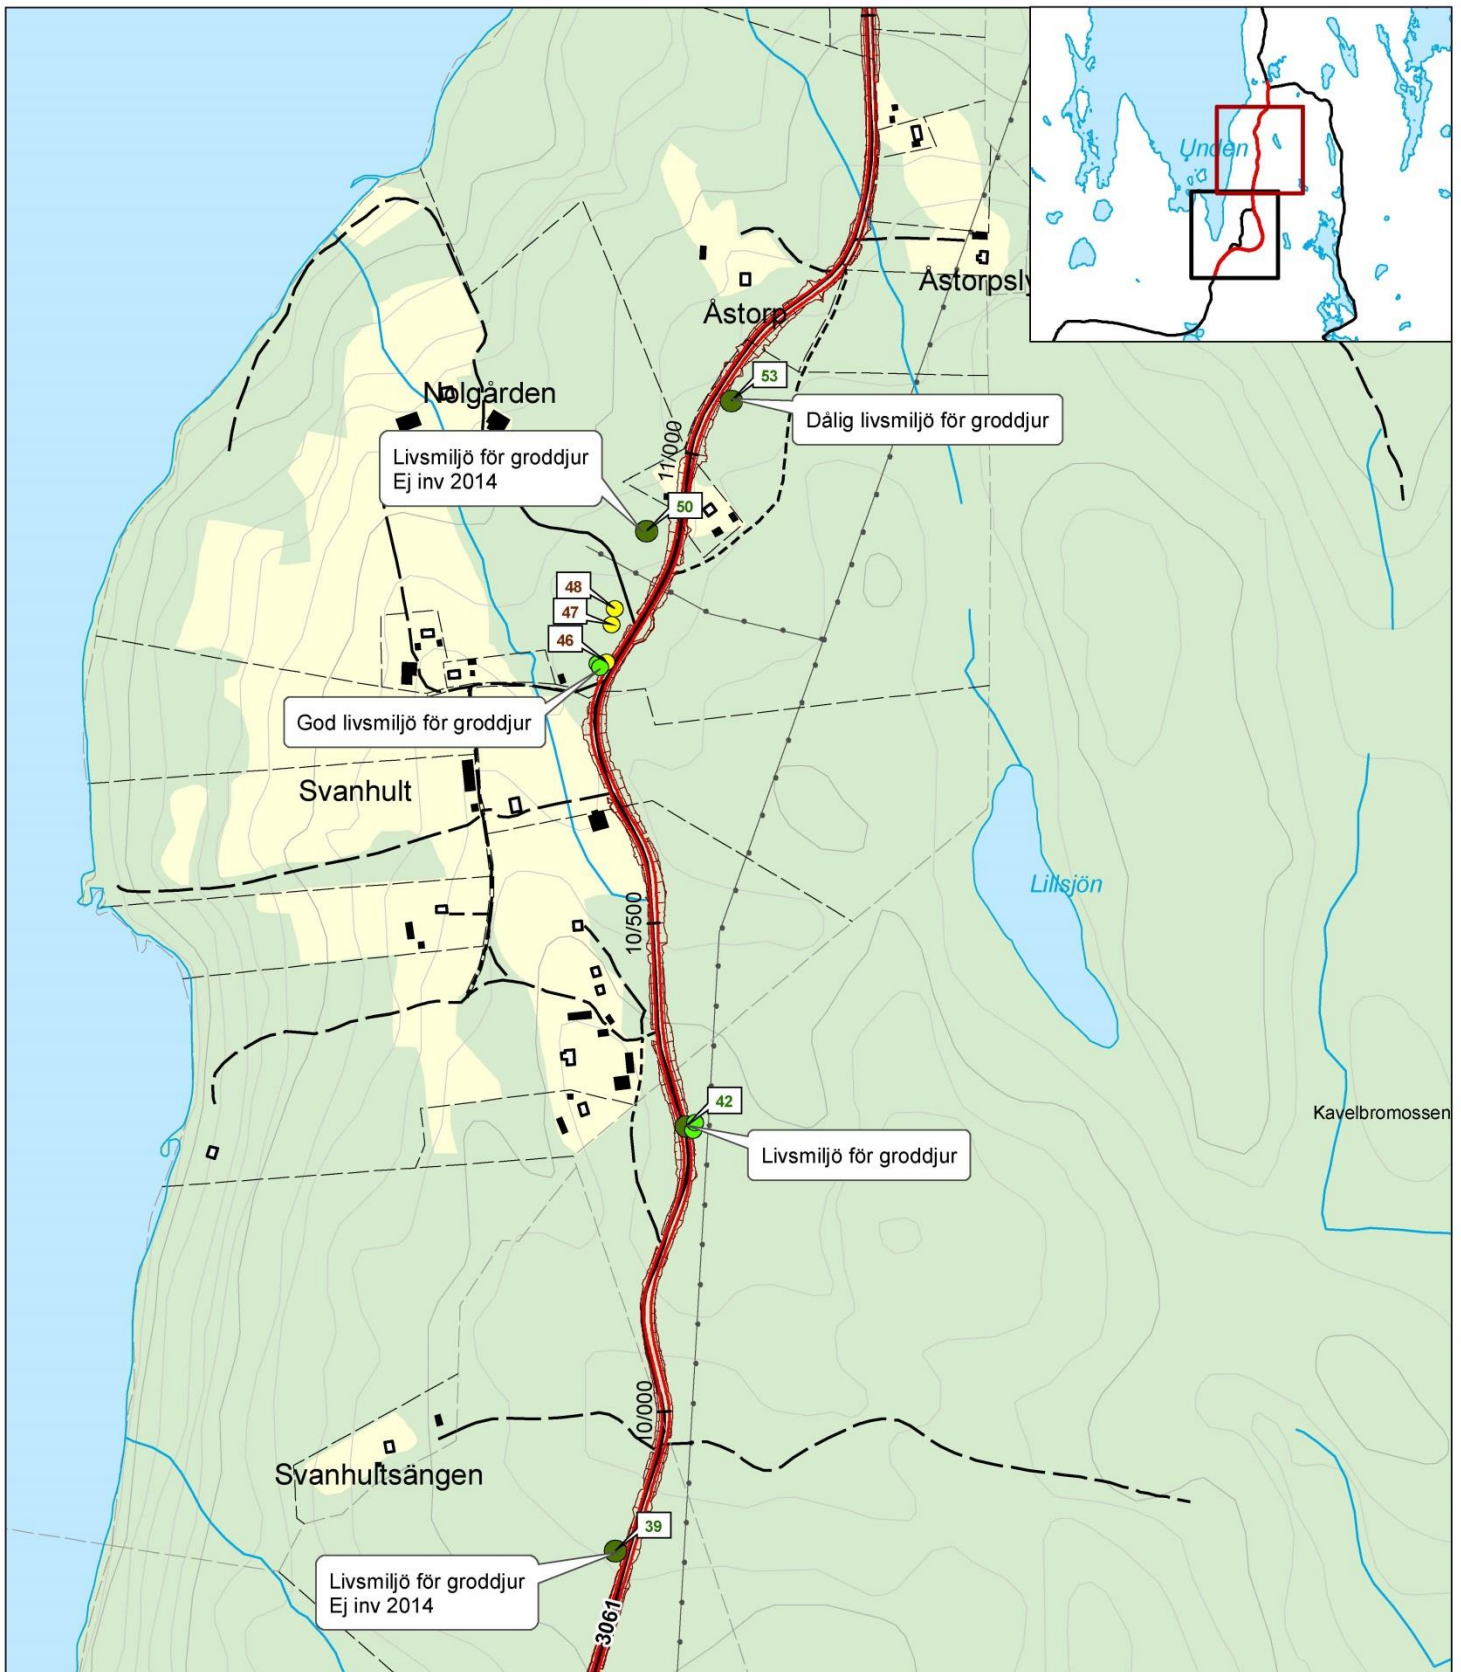 Unden
Åstorpsly
Åstorp
53
Dålig livsmiljö för groddjur
Nolgården
11/000
Livsmiljö för groddjur
Ej inv 2014
50
48
47
46
God livsmiljö för groddjur
Svanhult
Lillsjön
10/500
42
Kavelbromossen
Livsmiljö för groddjur
10/000
Svanhultsängen
39
Livsmiljö för groddjur
Ej inv 2014
3061